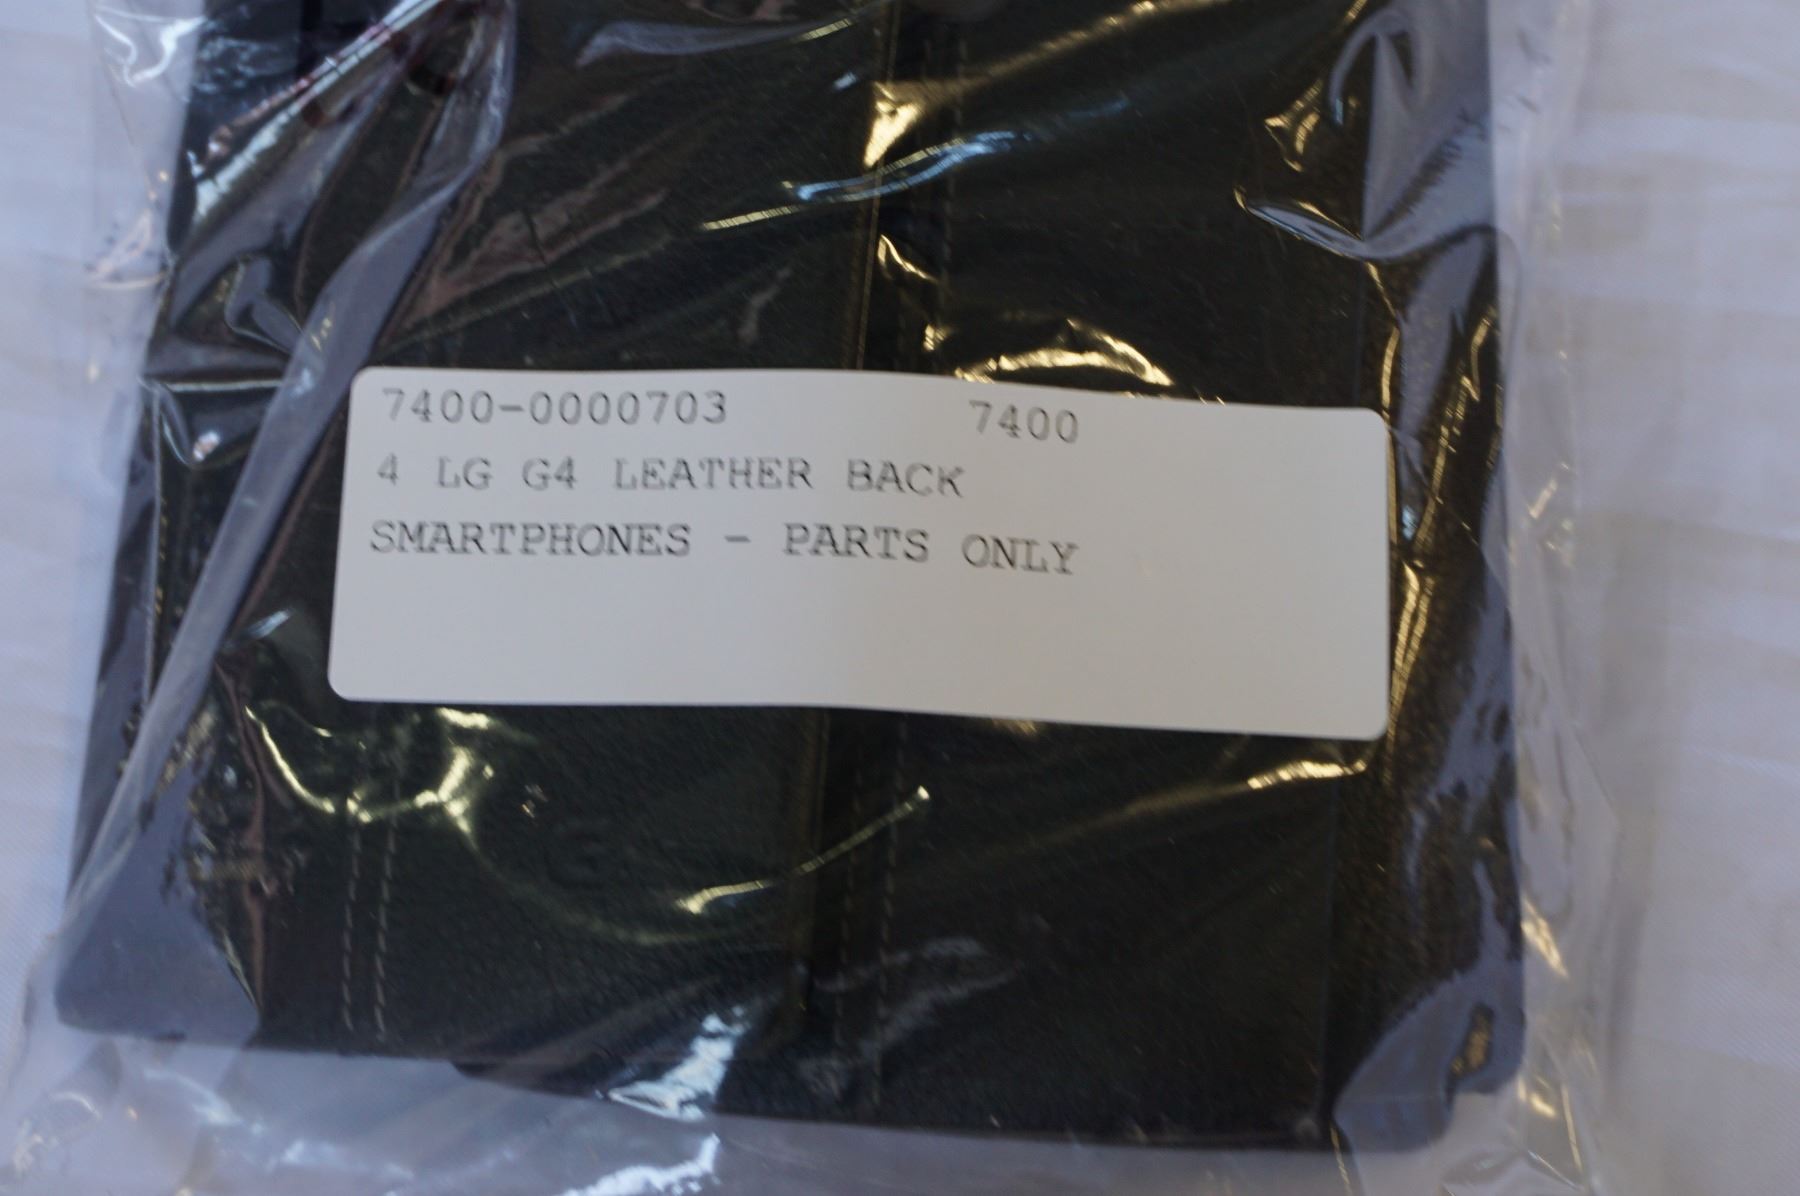 7400-0000703 7400
4 LG G4 LEATHER BACK
SMARTPHONES - PARTS ONLY